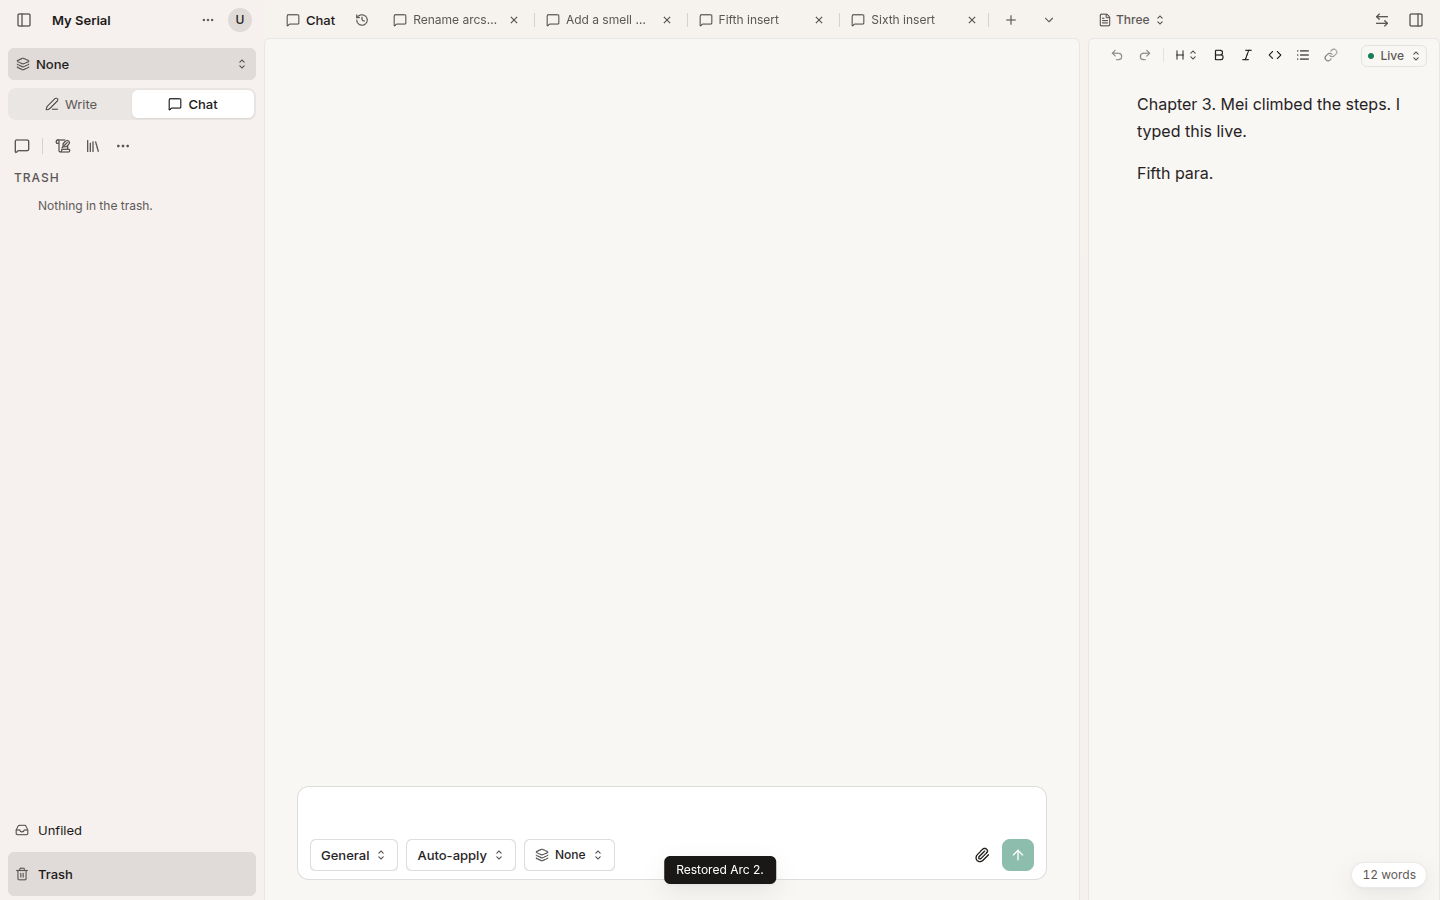 My Serial
U
Chat
Rename arcs...
Add a smell ...
Fifth insert
Sixth insert
Three
None
H
B
I
Live
Write
Chat
Chapter 3. Mei climbed the steps. I
typed this live.
TRASH
Fifth para.
Nothing in the trash.
Unfiled
General
Auto-apply
None
Restored Arc 2.
Trash
12 words